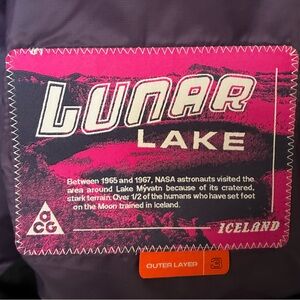 LUNAR
LAKE
Between 1965 and 1967, NASA astronauts visited the
area around Lake Mývatn because of its cratered,
stark terrain. Over 1/2 of the humans who have set foot
on the Moon trained in Iceland.
acg
ICELAND
OUTER LAYER 3